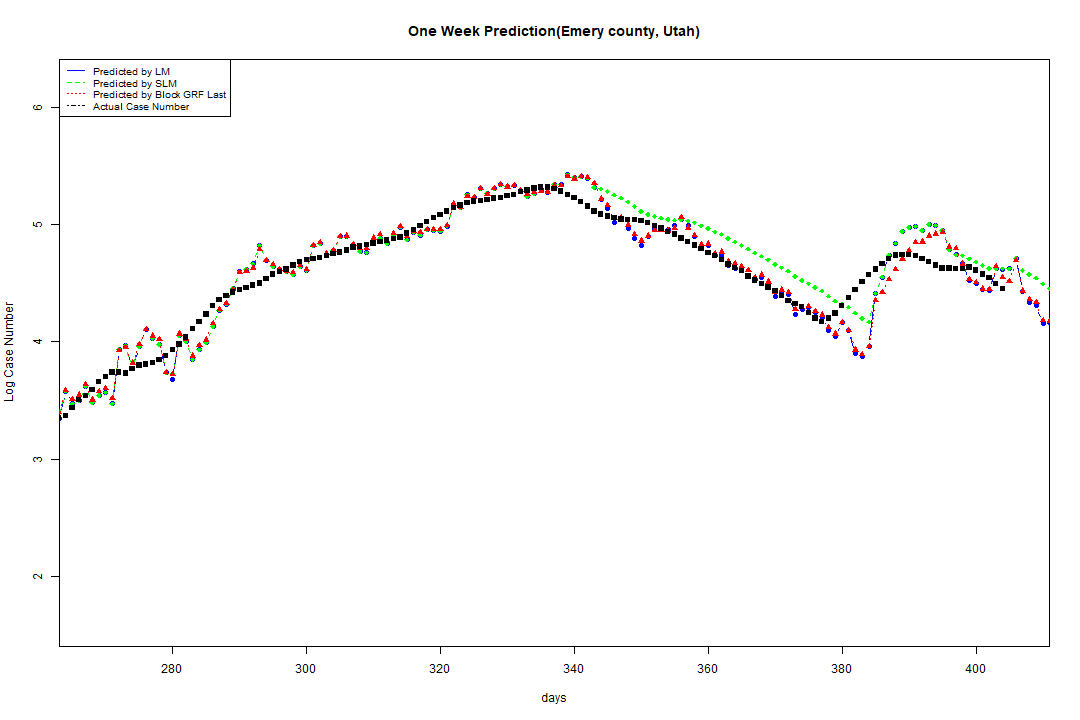 One Week Prediction(Emery county, Utah)
Predicted by LM
Predicted by SLM
Predicted by Block GRF Last
Actual Case Number
6
5
4
3
2
Log Case Number
280 300 320 340 360 380 400
days